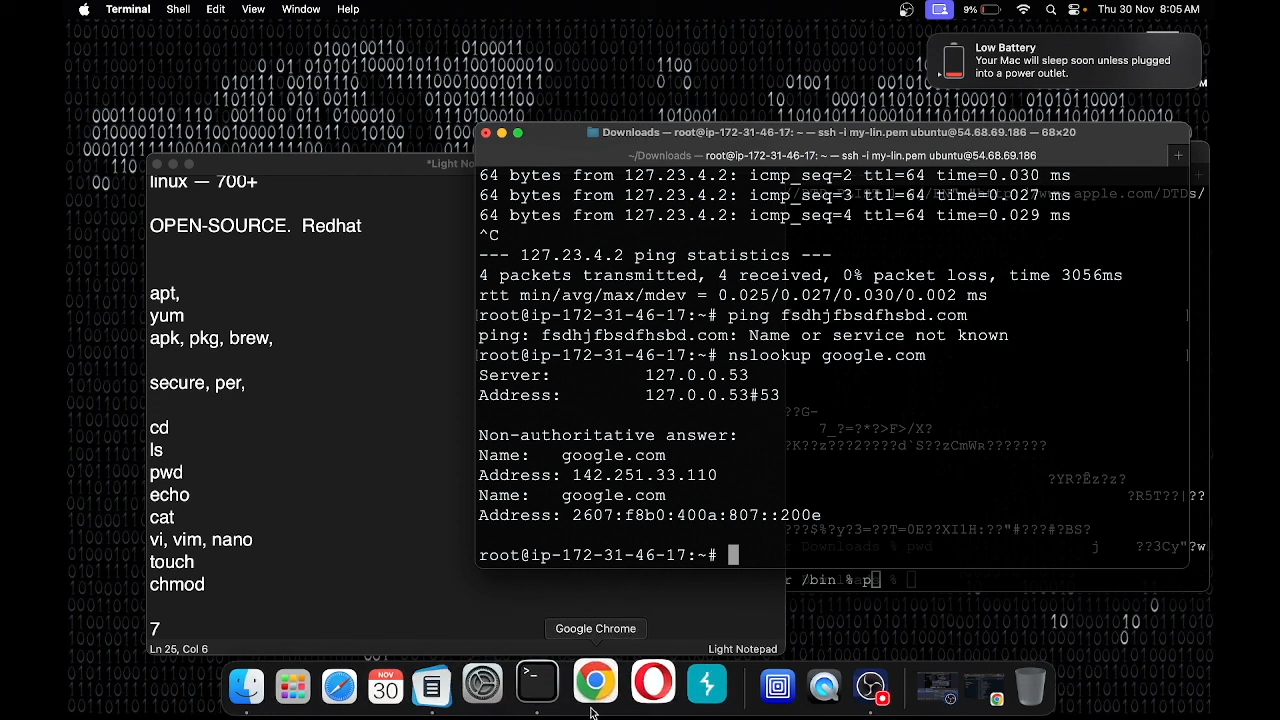 Terminal Shell Edit View Window Help 9% Thu 30 Nov 8:05 AM
Low Battery
Your Mac will sleep soon unless plugged
into a power outlet.
*Light No
linux — 700+
OPEN-SOURCE. Redhat
apt,
yum
apk, pkg, brew,
secure, per,
cd
ls
pwd
echo
cat
vi, vim, nano
touch
chmod
7
Ln 25, Col 6 Light Notepad
Downloads — root@ip-172-31-46-17: ~ — ssh -i my-lin.pem ubuntu@54.68.69.186 — 68×20
~/Downloads — root@ip-172-31-46-17: ~ — ssh -i my-lin.pem ubuntu@54.68.69.186
64 bytes from 127.23.4.2: icmp_seq=2 ttl=64 time=0.030 ms
64 bytes from 127.23.4.2: icmp_seq=3 ttl=64 time=0.027 ms
64 bytes from 127.23.4.2: icmp_seq=4 ttl=64 time=0.029 ms
^C
--- 127.23.4.2 ping statistics ---
4 packets transmitted, 4 received, 0% packet loss, time 3056ms
rtt min/avg/max/mdev = 0.025/0.027/0.030/0.002 ms
root@ip-172-31-46-17:~# ping fsdhjfbsdfhsbd.com
ping: fsdhjfbsdfhsbd.com: Name or service not known
root@ip-172-31-46-17:~# nslookup google.com
Server: 127.0.0.53
Address: 127.0.0.53#53
Non-authoritative answer:
Name: google.com
Address: 142.251.33.110
Name: google.com
Address: 2607:f8b0:400a:807::200e
root@ip-172-31-46-17:~#
r /bin % p %
Google Chrome
NOV
30